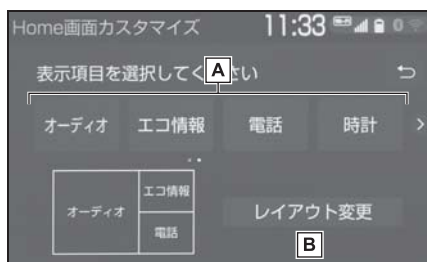 Home画面カスタマイズ 11:33
表示項目を選択してく A さい
オーディオ エコ情報 電話 時計 >
オーディオ エコ情報
電話
レイアウト変更
B